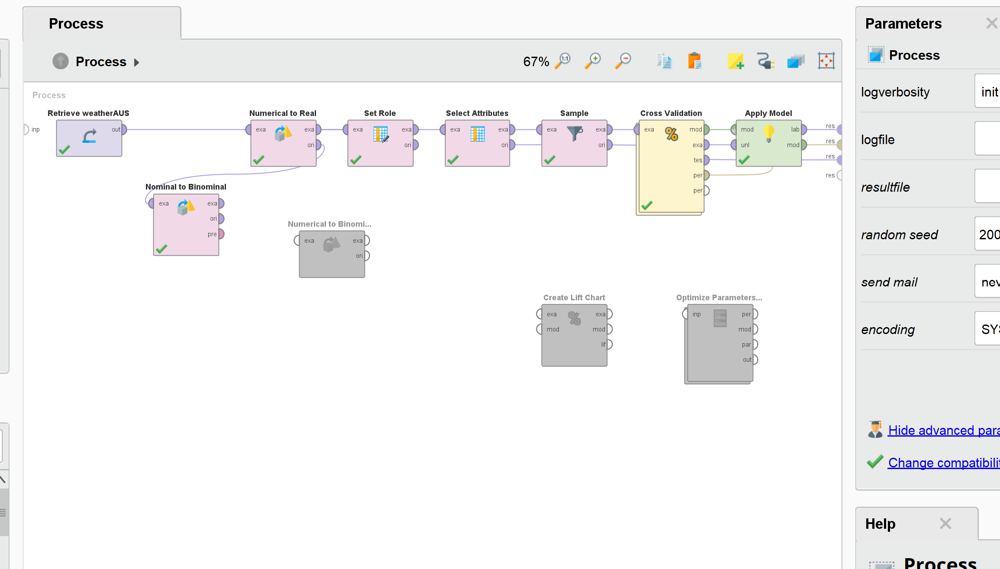 Process
Process
67%
Process
Retrieve weatherAUS
Numerical to Real
Set Role
Select Attributes
Sample
Cross Validation
Apply Model
inp
out
exa
exa
ori
exa
exa
ori
exa
exa
ori
exa
exa
ori
exa
mod
exa
tes
per
per
mod
unl
lab
mod
res
res
res
res
Nominal to Binominal
exa
exa
ori
pre
Numerical to Binomi...
exa
exa
ori
Create Lift Chart
exa
mod
exa
mod
lif
Optimize Parameters...
inp
per
mod
par
out
Parameters
Process
logverbosity
init
logfile
resultfile
random seed
200
send mail
nev
encoding
SYS
Hide advanced para
Change compatibilit
Help
Process